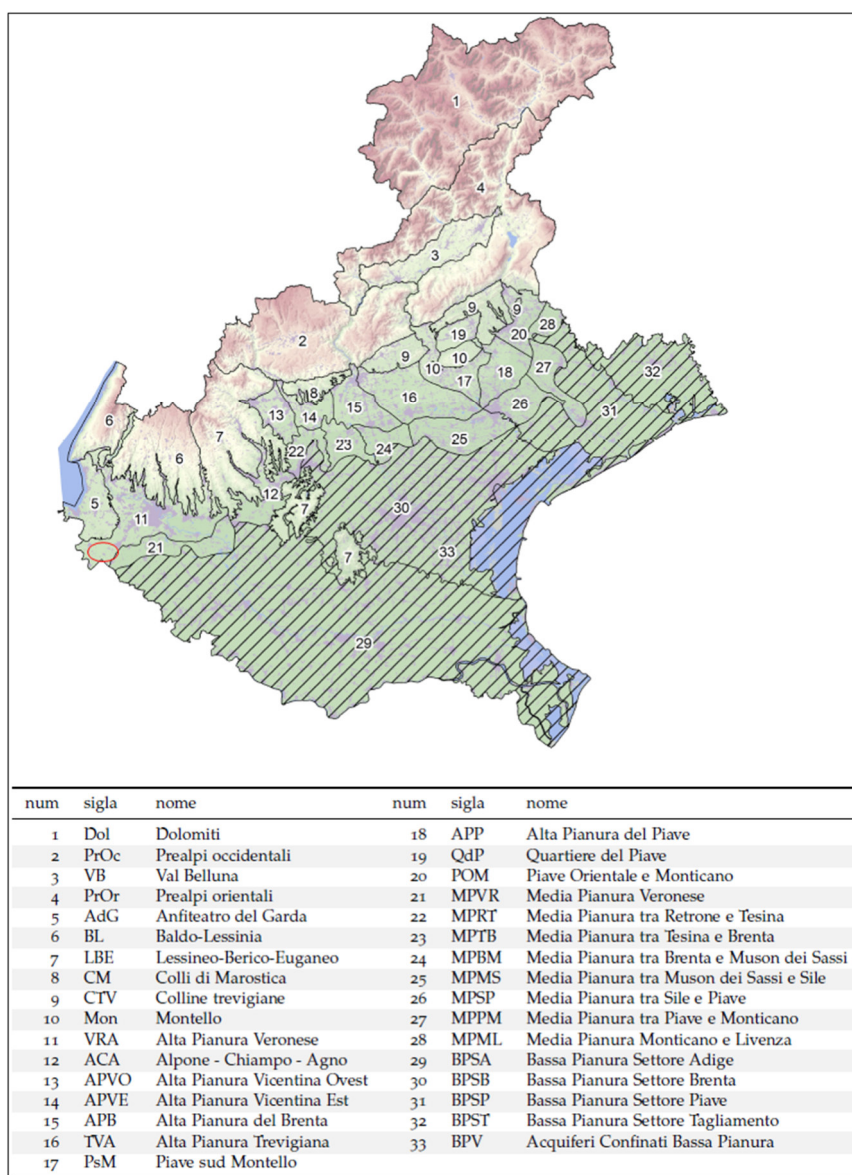 1
4
3
2
9
9
28
19
20
9
10
10
18
27
32
17
8
15
16
26
31
13
14
6
7
6
22
23
24
25
12
5
11
7
30
21
7
33
29
num sigla nome num sigla nome
1 Dol Dolomiti 18 APP Alta Pianura del Piave
2 PrOc Prealpi occidentali 19 QdP Quartiere del Piave
3 VB Val Belluna 20 POM Piave Orientale e Monticano
4 PrOr Prealpi orientali 21 MPVR Media Pianura Veronese
5 AdG Anfiteatro del Garda 22 MPRT Media Pianura tra Retrone e Tesina
6 BL Baldo-Lessinia 23 MPTB Media Pianura tra Tesina e Brenta
7 LBE Lessineo-Berico-Euganeo 24 MPBM Media Pianura tra Brenta e Muson dei Sassi
8 CM Colli di Marostica 25 MPMS Media Pianura tra Muson dei Sassi e Sile
9 CTV Colline trevigiane 26 MPSP Media Pianura tra Sile e Piave
10 Mon Montello 27 MPPM Media Pianura tra Piave e Monticano
11 VRA Alta Pianura Veronese 28 MPML Media Pianura Monticano e Livenza
12 ACA Alpone - Chiampo - Agno 29 BPSA Bassa Pianura Settore Adige
13 APVO Alta Pianura Vicentina Ovest 30 BPSB Bassa Pianura Settore Brenta
14 APVE Alta Pianura Vicentina Est 31 BPSP Bassa Pianura Settore Piave
15 APB Alta Pianura del Brenta 32 BPST Bassa Pianura Settore Tagliamento
16 TVA Alta Pianura Trevigiana 33 BPV Acquiferi Confinati Bassa Pianura
17 PsM Piave sud Montello